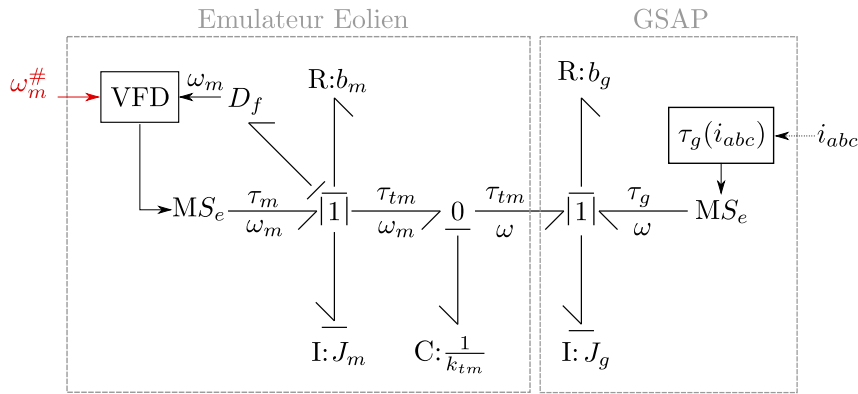 Emulateur Eolien GSAP
R:b_m R:b_g
ω_m^# VFD ω_m D_f τ_g(i_abc) i_abc
τ_m τ_tm τ_tm τ_g
MS_e 1 0 1 MS_e
ω_m ω_m ω ω
I:J_m C:1/k_tm I:J_g